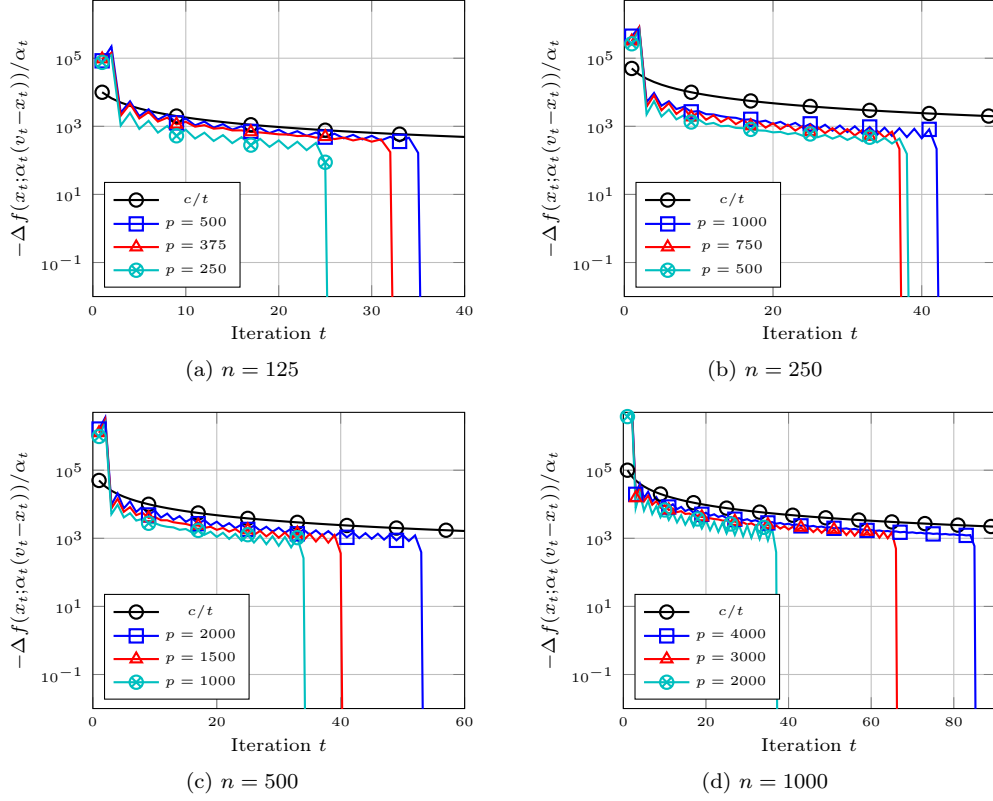 10^5
10^3
10^1
10^−1
−Δf(x_t;α_t(v_t−x_t))/α_t
c/t
p = 500
p = 375
p = 250
0 10 20 30 40
Iteration t
(a) n = 125
10^5
10^3
10^1
10^−1
−Δf(x_t;α_t(v_t−x_t))/α_t
c/t
p = 1000
p = 750
p = 500
0 20 40
Iteration t
(b) n = 250
10^5
10^3
10^1
10^−1
−Δf(x_t;α_t(v_t−x_t))/α_t
c/t
p = 2000
p = 1500
p = 1000
0 20 40 60
Iteration t
(c) n = 500
10^5
10^3
10^1
10^−1
−Δf(x_t;α_t(v_t−x_t))/α_t
c/t
p = 4000
p = 3000
p = 2000
0 20 40 60 80
Iteration t
(d) n = 1000